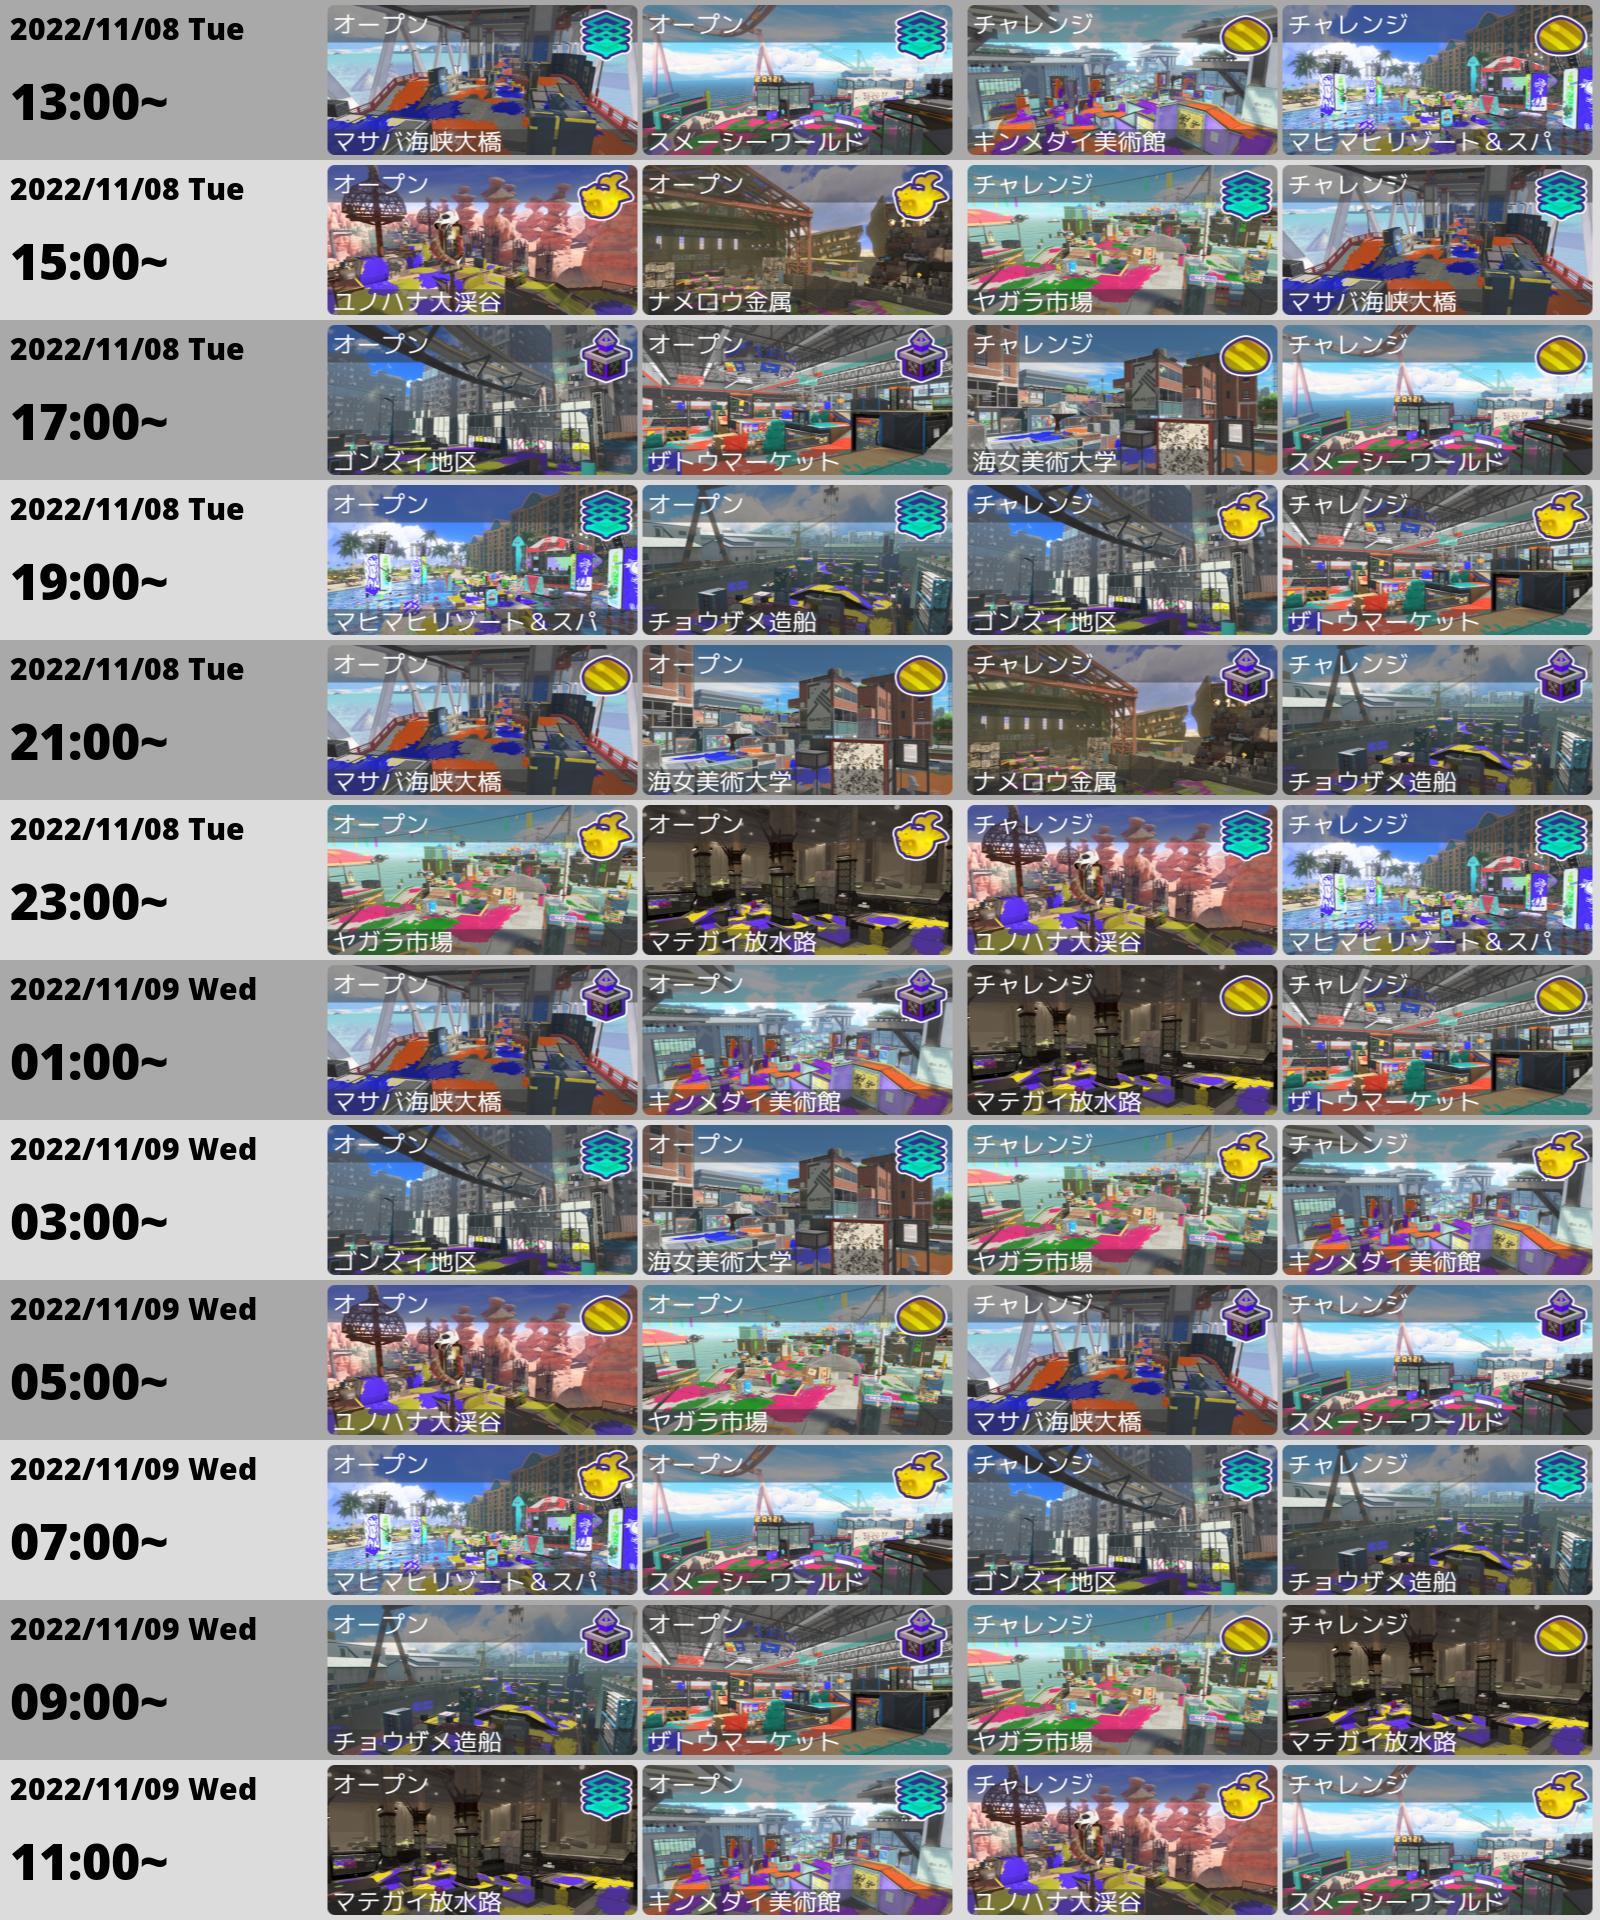 2022/11/08 Tue
13:00~
オープン
マサバ海峡大橋
オープン
スメーシーワールド
チャレンジ
キンメダイ美術館
チャレンジ
マヒマヒリゾート＆スパ
2022/11/08 Tue
15:00~
オープン
ユノハナ大渓谷
オープン
ナメロウ金属
チャレンジ
ヤガラ市場
チャレンジ
マサバ海峡大橋
2022/11/08 Tue
17:00~
オープン
ゴンズイ地区
オープン
ザトウマーケット
チャレンジ
海女美術大学
チャレンジ
スメーシーワールド
2022/11/08 Tue
19:00~
オープン
マヒマヒリゾート＆スパ
オープン
チョウザメ造船
チャレンジ
ゴンズイ地区
チャレンジ
ザトウマーケット
2022/11/08 Tue
21:00~
オープン
マサバ海峡大橋
オープン
海女美術大学
チャレンジ
ナメロウ金属
チャレンジ
チョウザメ造船
2022/11/08 Tue
23:00~
オープン
ヤガラ市場
オープン
マテガイ放水路
チャレンジ
ユノハナ大渓谷
チャレンジ
マヒマヒリゾート＆スパ
2022/11/09 Wed
01:00~
オープン
マサバ海峡大橋
オープン
キンメダイ美術館
チャレンジ
マテガイ放水路
チャレンジ
ザトウマーケット
2022/11/09 Wed
03:00~
オープン
ゴンズイ地区
オープン
海女美術大学
チャレンジ
ヤガラ市場
チャレンジ
キンメダイ美術館
2022/11/09 Wed
05:00~
オープン
ユノハナ大渓谷
オープン
ヤガラ市場
チャレンジ
マサバ海峡大橋
チャレンジ
スメーシーワールド
2022/11/09 Wed
07:00~
オープン
マヒマヒリゾート＆スパ
オープン
スメーシーワールド
チャレンジ
ゴンズイ地区
チャレンジ
チョウザメ造船
2022/11/09 Wed
09:00~
オープン
チョウザメ造船
オープン
ザトウマーケット
チャレンジ
ヤガラ市場
チャレンジ
マテガイ放水路
2022/11/09 Wed
11:00~
オープン
マテガイ放水路
オープン
キンメダイ美術館
チャレンジ
ユノハナ大渓谷
チャレンジ
スメーシーワールド